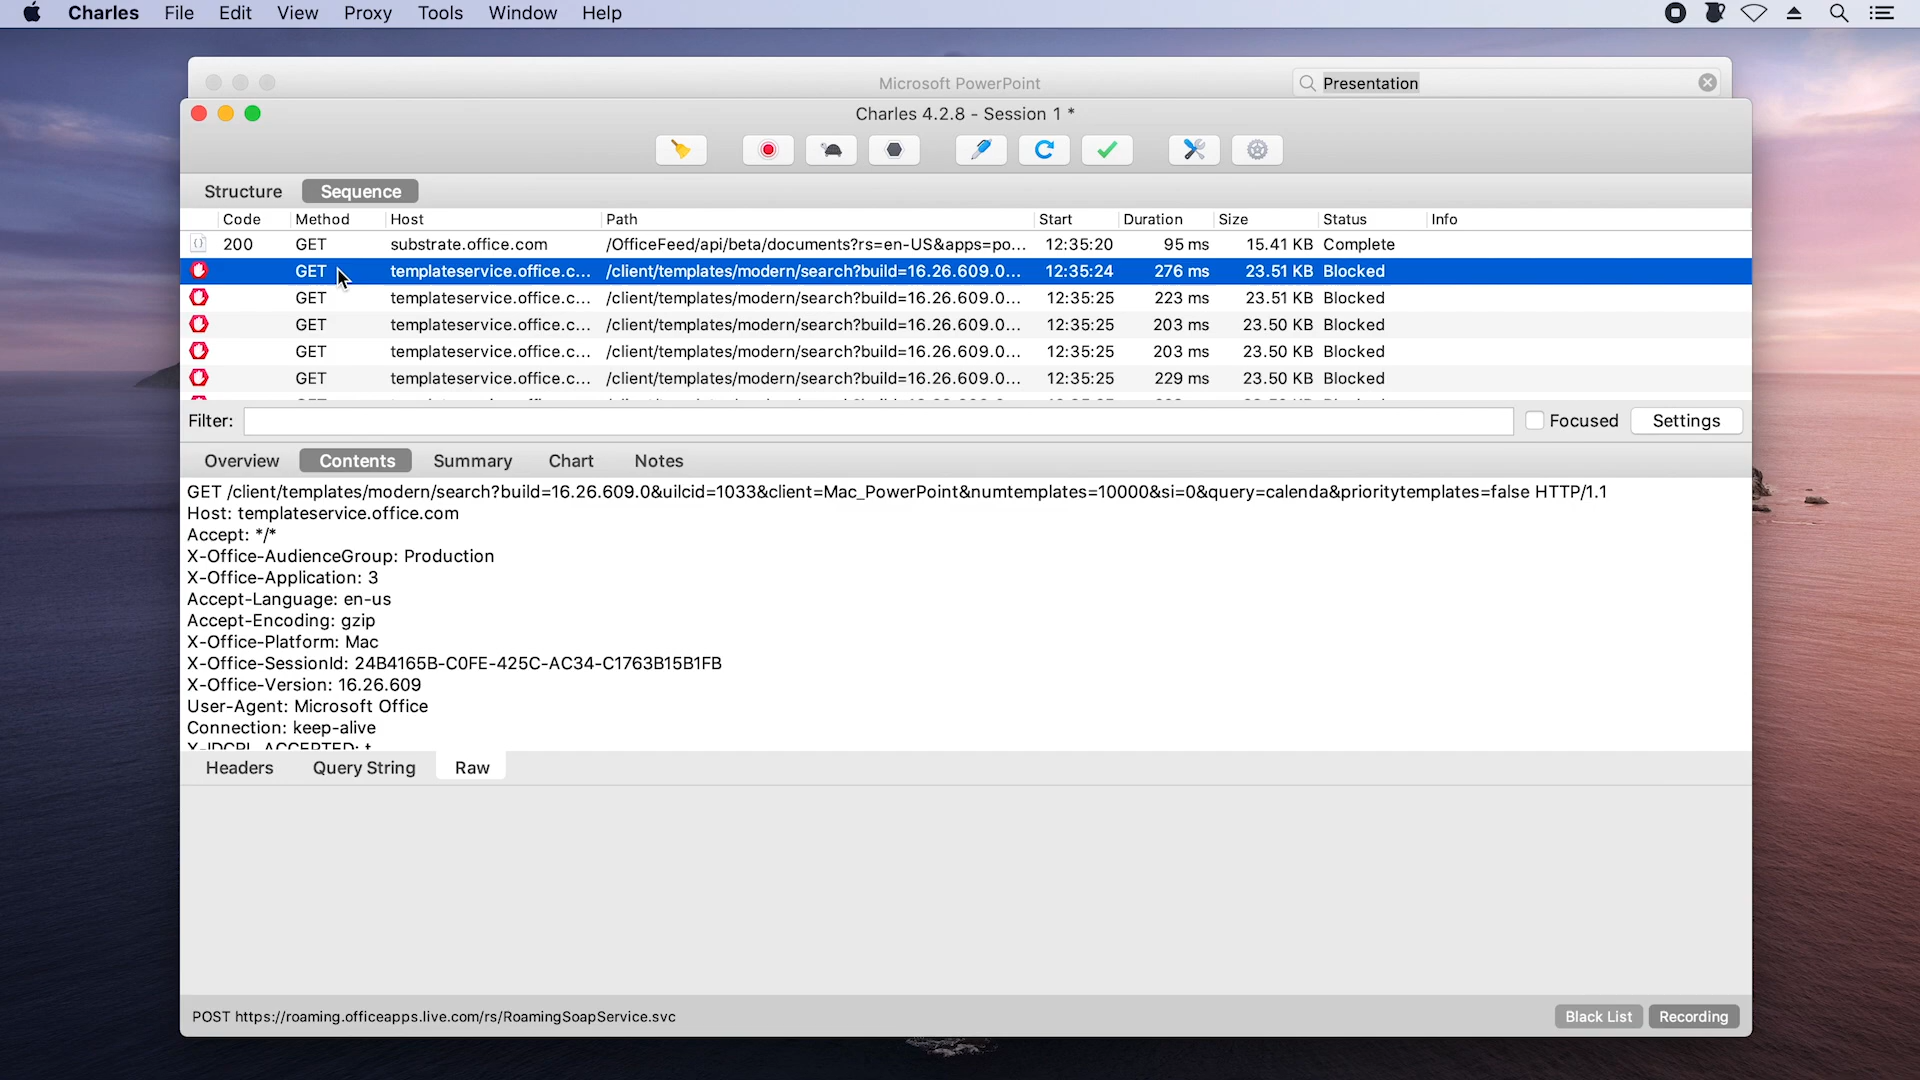 Charles File Edit View Proxy Tools Window Help
Microsoft PowerPoint
Presentation
Charles 4.2.8 - Session 1 *
Structure Sequence
Code Method Host Path Start Duration Size Status Info
200 GET substrate.office.com /OfficeFeed/api/beta/documents?rs=en-US&apps=po... 12:35:20 95 ms 15.41 KB Complete
GET templateservice.office.c... /client/templates/modern/search?build=16.26.609.0... 12:35:24 276 ms 23.51 KB Blocked
GET templateservice.office.c... /client/templates/modern/search?build=16.26.609.0... 12:35:25 223 ms 23.51 KB Blocked
GET templateservice.office.c... /client/templates/modern/search?build=16.26.609.0... 12:35:25 203 ms 23.50 KB Blocked
GET templateservice.office.c... /client/templates/modern/search?build=16.26.609.0... 12:35:25 203 ms 23.50 KB Blocked
GET templateservice.office.c... /client/templates/modern/search?build=16.26.609.0... 12:35:25 229 ms 23.50 KB Blocked
Filter: Focused Settings
Overview Contents Summary Chart Notes
GET /client/templates/modern/search?build=16.26.609.0&uilcid=1033&client=Mac_PowerPoint&numtemplates=10000&si=0&query=calenda&prioritytemplates=false HTTP/1.1
Host: templateservice.office.com
Accept: */*
X-Office-AudienceGroup: Production
X-Office-Application: 3
Accept-Language: en-us
Accept-Encoding: gzip
X-Office-Platform: Mac
X-Office-SessionId: 24B4165B-C0FE-425C-AC34-C1763B15B1FB
X-Office-Version: 16.26.609
User-Agent: Microsoft Office
Connection: keep-alive
Headers Query String Raw
POST https://roaming.officeapps.live.com/rs/RoamingSoapService.svc
Black List Recording